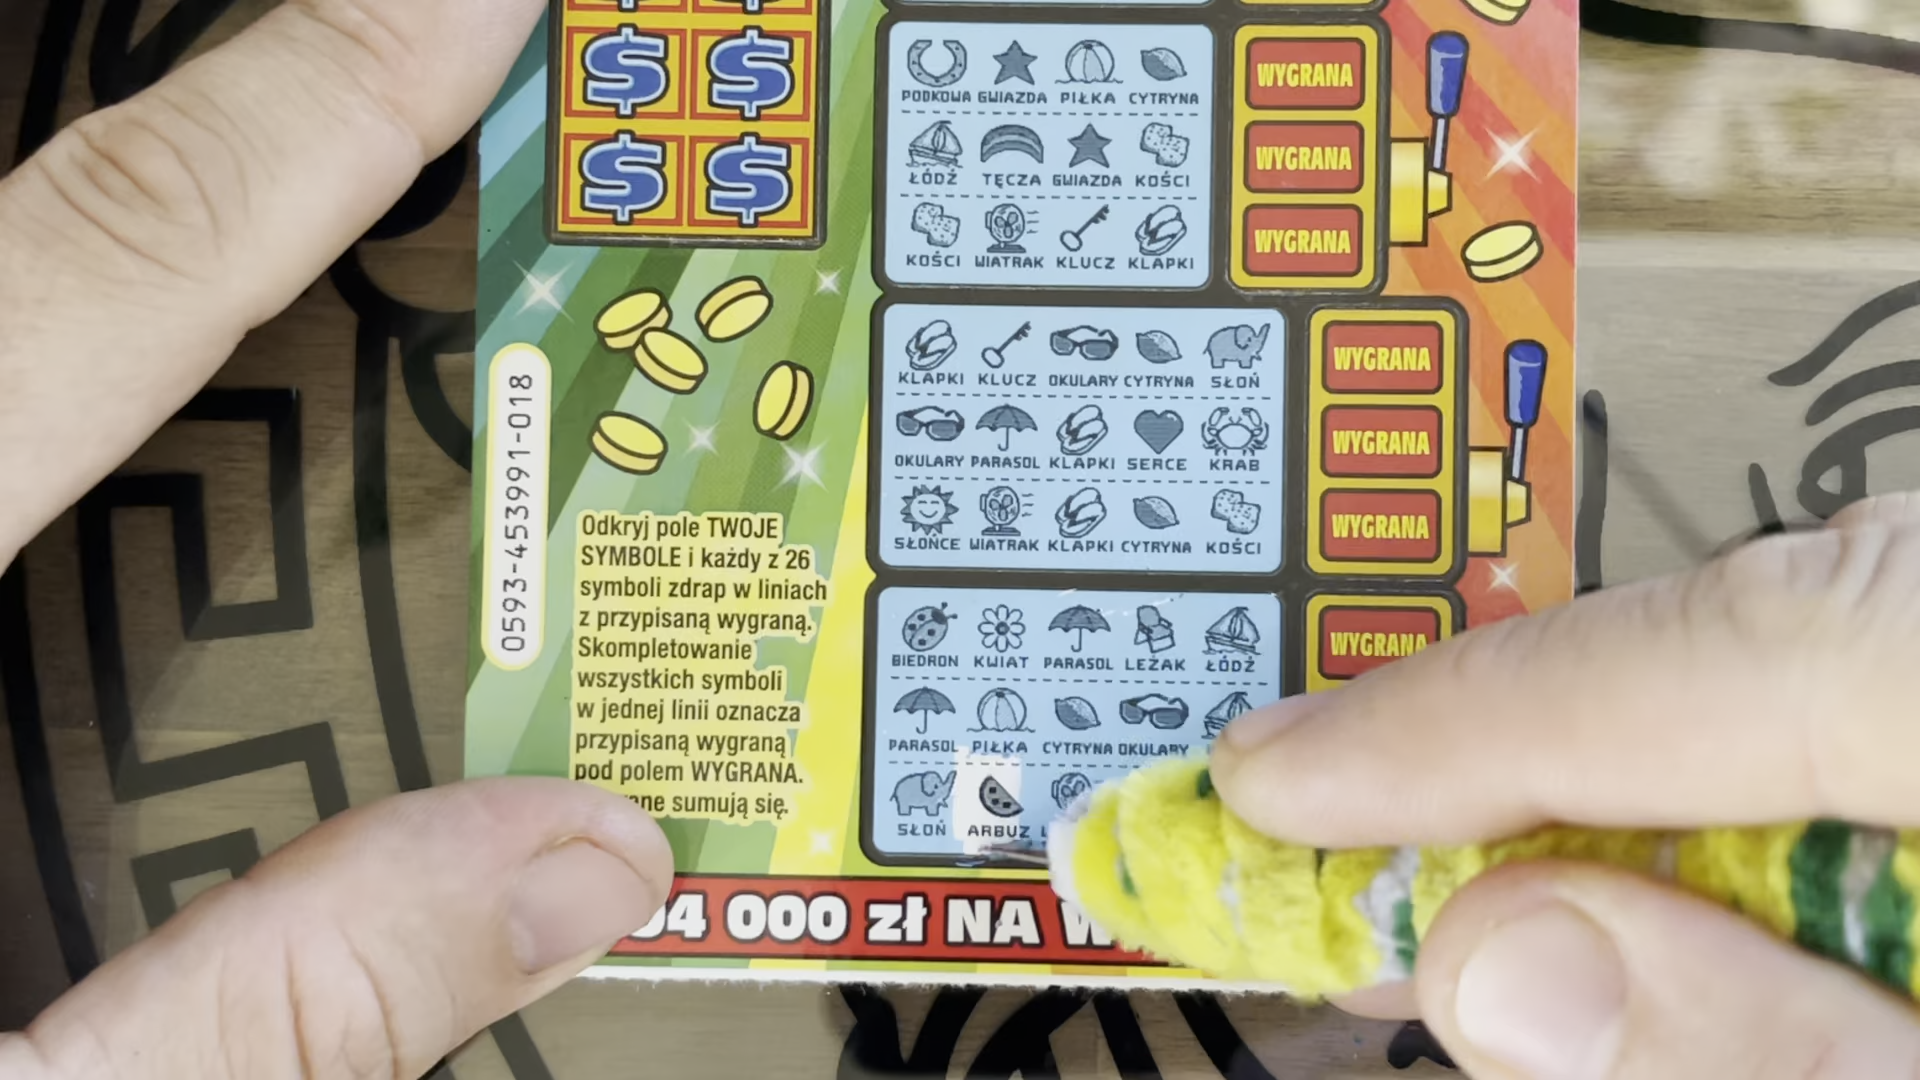 $ $
$ $
PODKOWA GWIAZDA PIŁKA CYTRYNA
ŁÓDŹ TĘCZA GWIAZDA KOŚCI
KOŚCI WIATRAK KLUCZ KLAPKI
WYGRANA
WYGRANA
WYGRANA
KLAPKI KLUCZ OKULARY CYTRYNA SŁOŃ
OKULARY PARASOL KLAPKI SERCE KRAB
SŁOŃCE WIATRAK KLAPKI CYTRYNA KOŚCI
WYGRANA
WYGRANA
WYGRANA
0593-453991-018
Odkryj pole TWOJE
SYMBOLE i każdy z 26
symboli zdrap w liniach
z przypisaną wygraną.
Skompletowanie
wszystkich symboli
w jednej linii oznacza
przypisaną wygraną
pod polem WYGRANA.
sumują się.
BIEDRON KWIAT PARASOL LEŻAK ŁÓDŹ
PARASOL PIŁKA CYTRYNA OKULARY
SŁOŃ ARBUZ
WYGRANA
4 000 zł NA